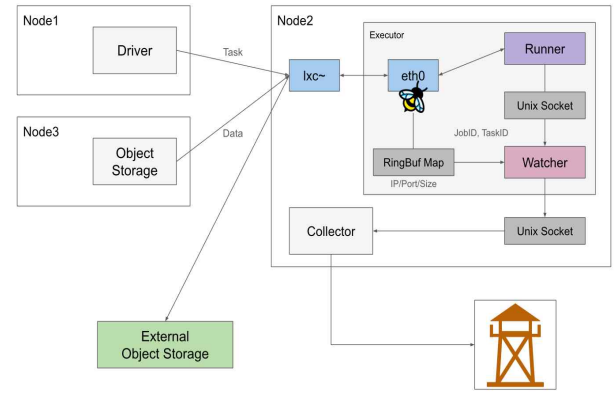 Node1
Driver
Task
Node2
Executor
lxc~
eth0
Runner
Unix Socket
JobID, TaskID
RingBuf Map
Watcher
IP/Port/Size
Node3
Object
Storage
Data
Collector
Unix Socket
External
Object Storage